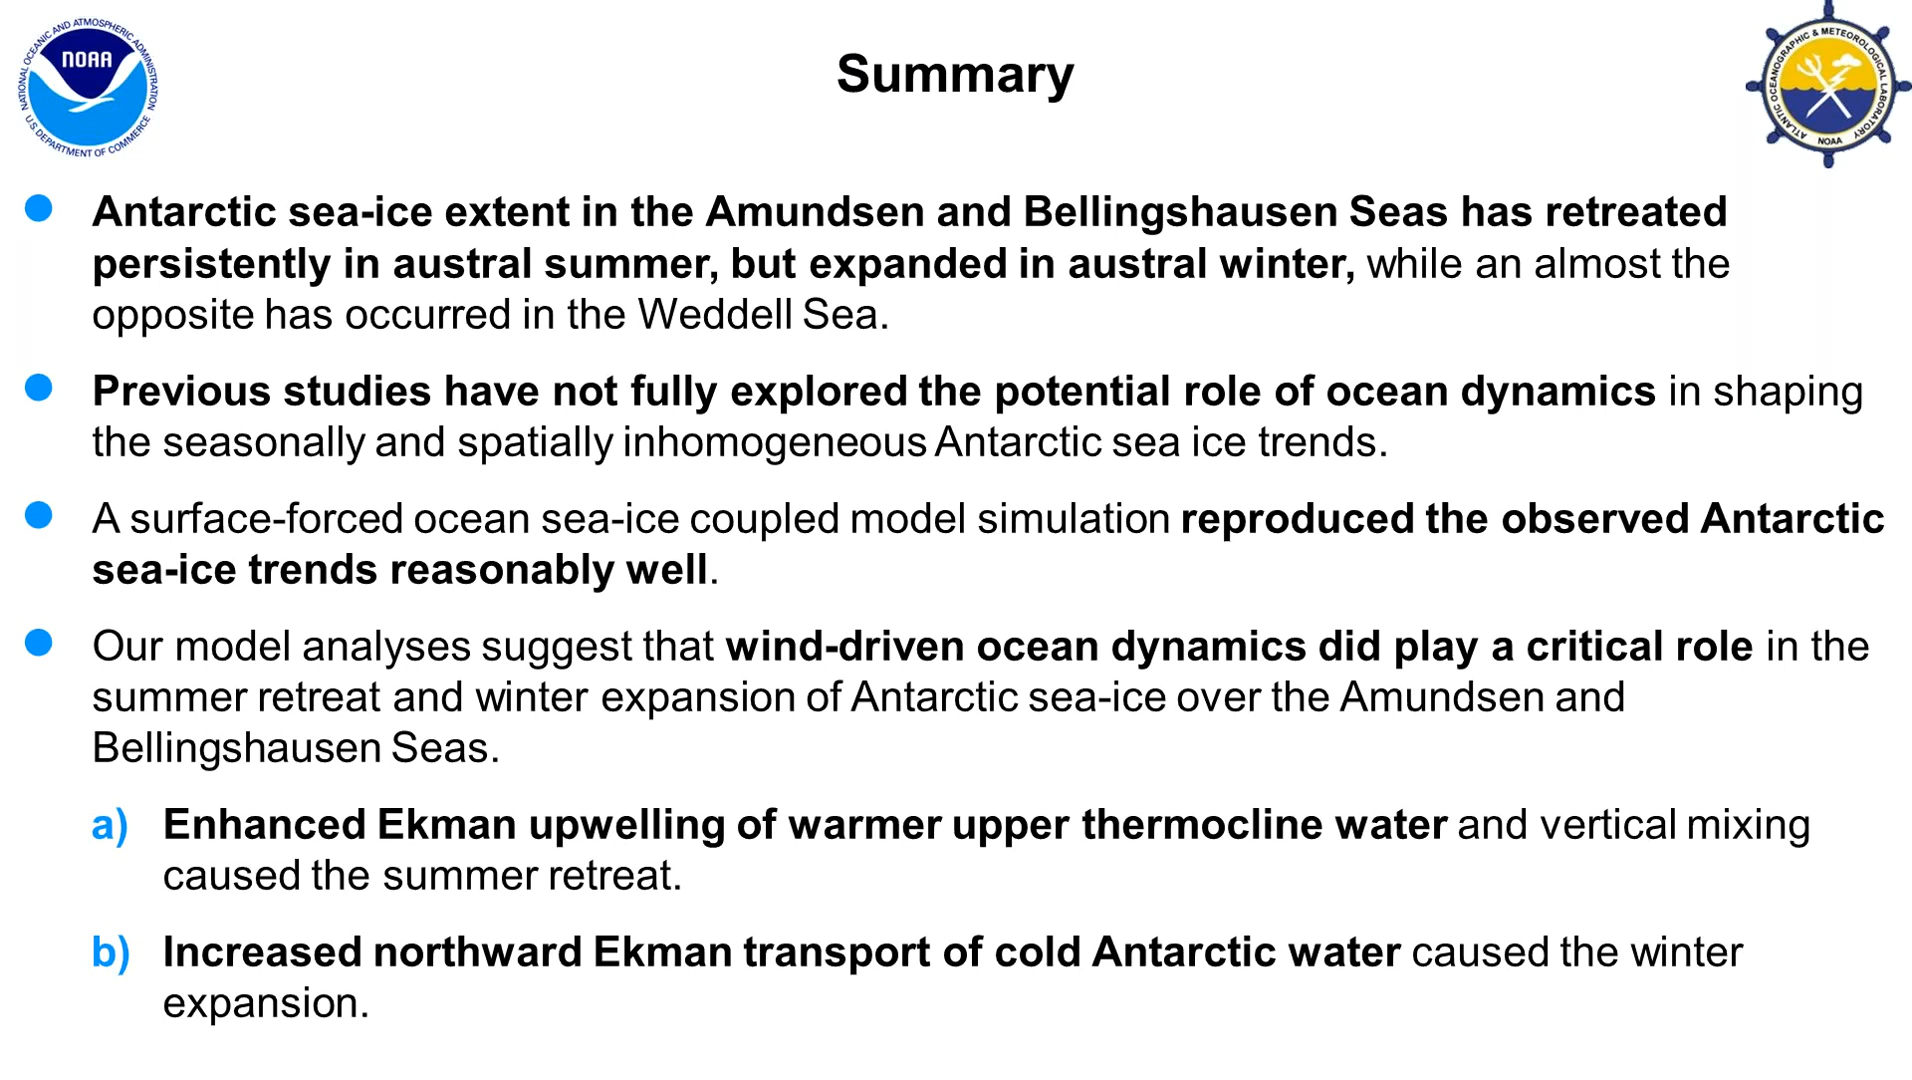 NATIONAL OCEANIC AND ATMOSPHERIC ADMINISTRATION
NOAA
U.S. DEPARTMENT OF COMMERCE
Summary
ATLANTIC OCEANOGRAPHIC & METEOROLOGICAL LABORATORY
NOAA
Antarctic sea-ice extent in the Amundsen and Bellingshausen Seas has retreated
persistently in austral summer, but expanded in austral winter, while an almost the
opposite has occurred in the Weddell Sea.
Previous studies have not fully explored the potential role of ocean dynamics in shaping
the seasonally and spatially inhomogeneous Antarctic sea ice trends.
A surface-forced ocean sea-ice coupled model simulation reproduced the observed Antarctic
sea-ice trends reasonably well.
Our model analyses suggest that wind-driven ocean dynamics did play a critical role in the
summer retreat and winter expansion of Antarctic sea-ice over the Amundsen and
Bellingshausen Seas.
a) Enhanced Ekman upwelling of warmer upper thermocline water and vertical mixing
caused the summer retreat.
b) Increased northward Ekman transport of cold Antarctic water caused the winter
expansion.